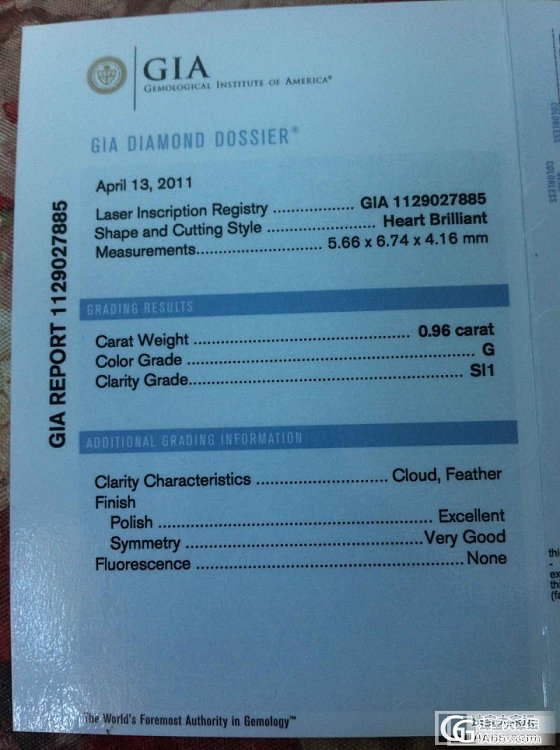 GIA
GEMOLOGICAL INSTITUTE OF AMERICA®
GIA DIAMOND DOSSIER®
April 13, 2011
Laser Inscription Registry ................ GIA 1129027885
Shape and Cutting Style ..................... Heart Brilliant
Measurements......................... 5.66 x 6.74 x 4.16 mm
GRADING RESULTS
Carat Weight ........................................... 0.96 carat
Color Grade ........................................................ G
Clarity Grade..................................................... SI1
ADDITIONAL GRADING INFORMATION
Clarity Characteristics ........................ Cloud, Feather
Finish
Polish ................................................... Excellent
Symmetry ............................................Very Good
Fluorescence ..................................................None
GIA REPORT 1129027885
The World's Foremost Authority in Gemology™
COLORLESS